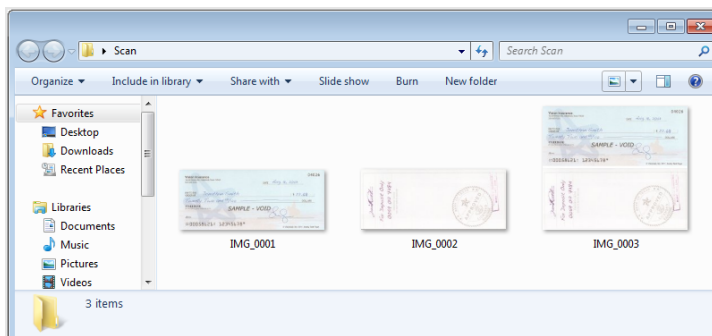 Scan
Search Scan
Organize
Include in library
Share with
Slide show
Burn
New folder
Favorites
Desktop
Downloads
Recent Places
Libraries
Documents
Music
Pictures
Videos
SAMPLE - VOID
IMG_0001
IMG_0002
SAMPLE - VOID
IMG_0003
3 items